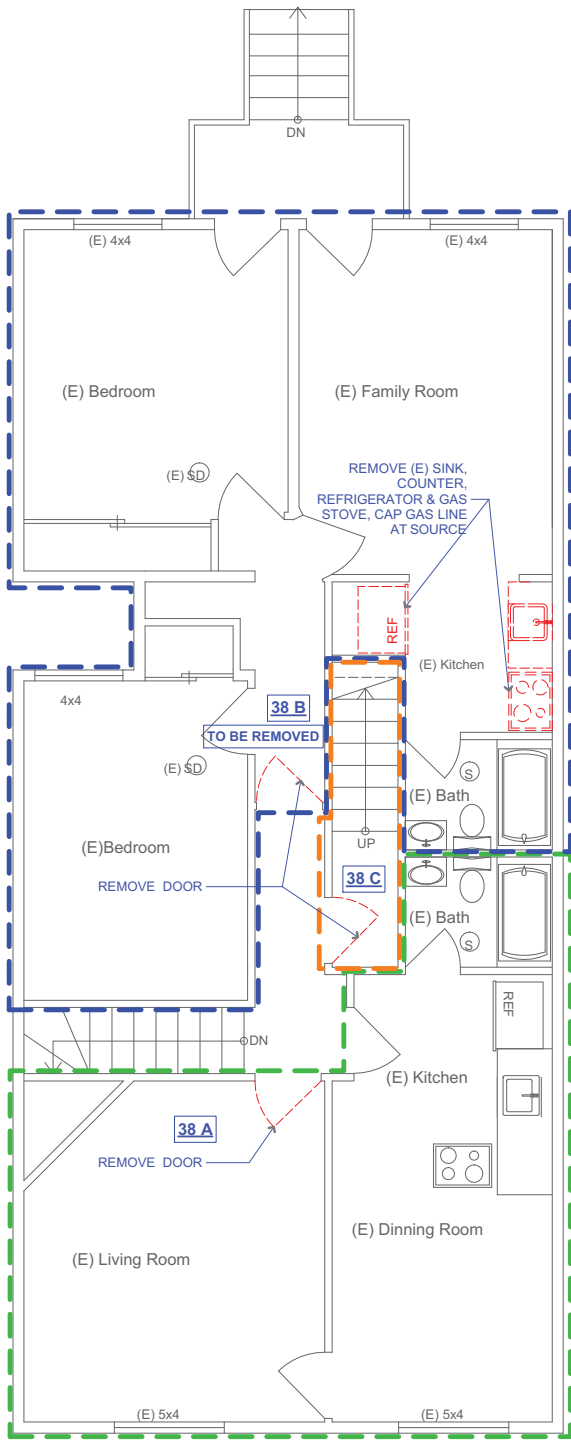 DN
(E) 4x4
(E) 4x4
(E) Bedroom
(E) Family Room
(E) SD
REMOVE (E) SINK,
COUNTER,
REFRIGERATOR & GAS
STOVE, CAP GAS LINE
AT SOURCE
REF
(E) Kitchen
4x4
38 B
TO BE REMOVED
(E) SD
S
(E) Bath
(E)Bedroom
UP
38 C
REMOVE DOOR
(E) Bath
S
REF
DN
(E) Kitchen
38 A
REMOVE DOOR
(E) Dinning Room
(E) Living Room
(E) 5x4
(E) 5x4